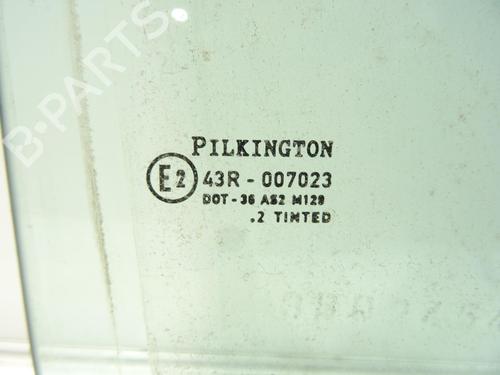 B-PARTS
PILKINGTON
E2 43R - 007023
DOT - 36 AS2 M129
.2 TINTED